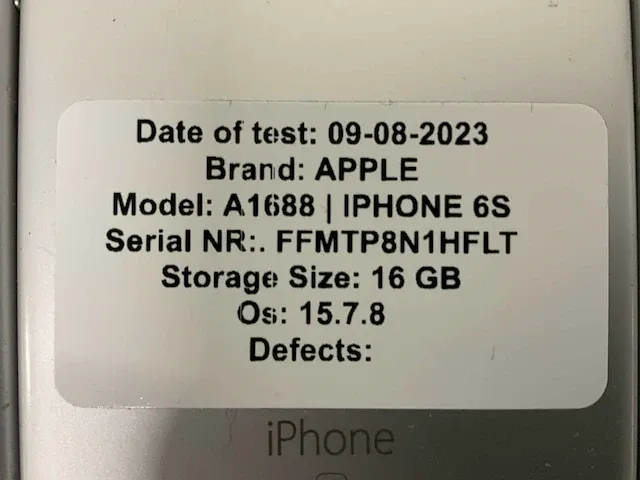 Date of test: 09-08-2023
Brand: APPLE
Model: A1688 | IPHONE 6S
Serial NR:. FFMTP8N1HFLT
Storage Size: 16 GB
Os: 15.7.8
Defects:
iPhone